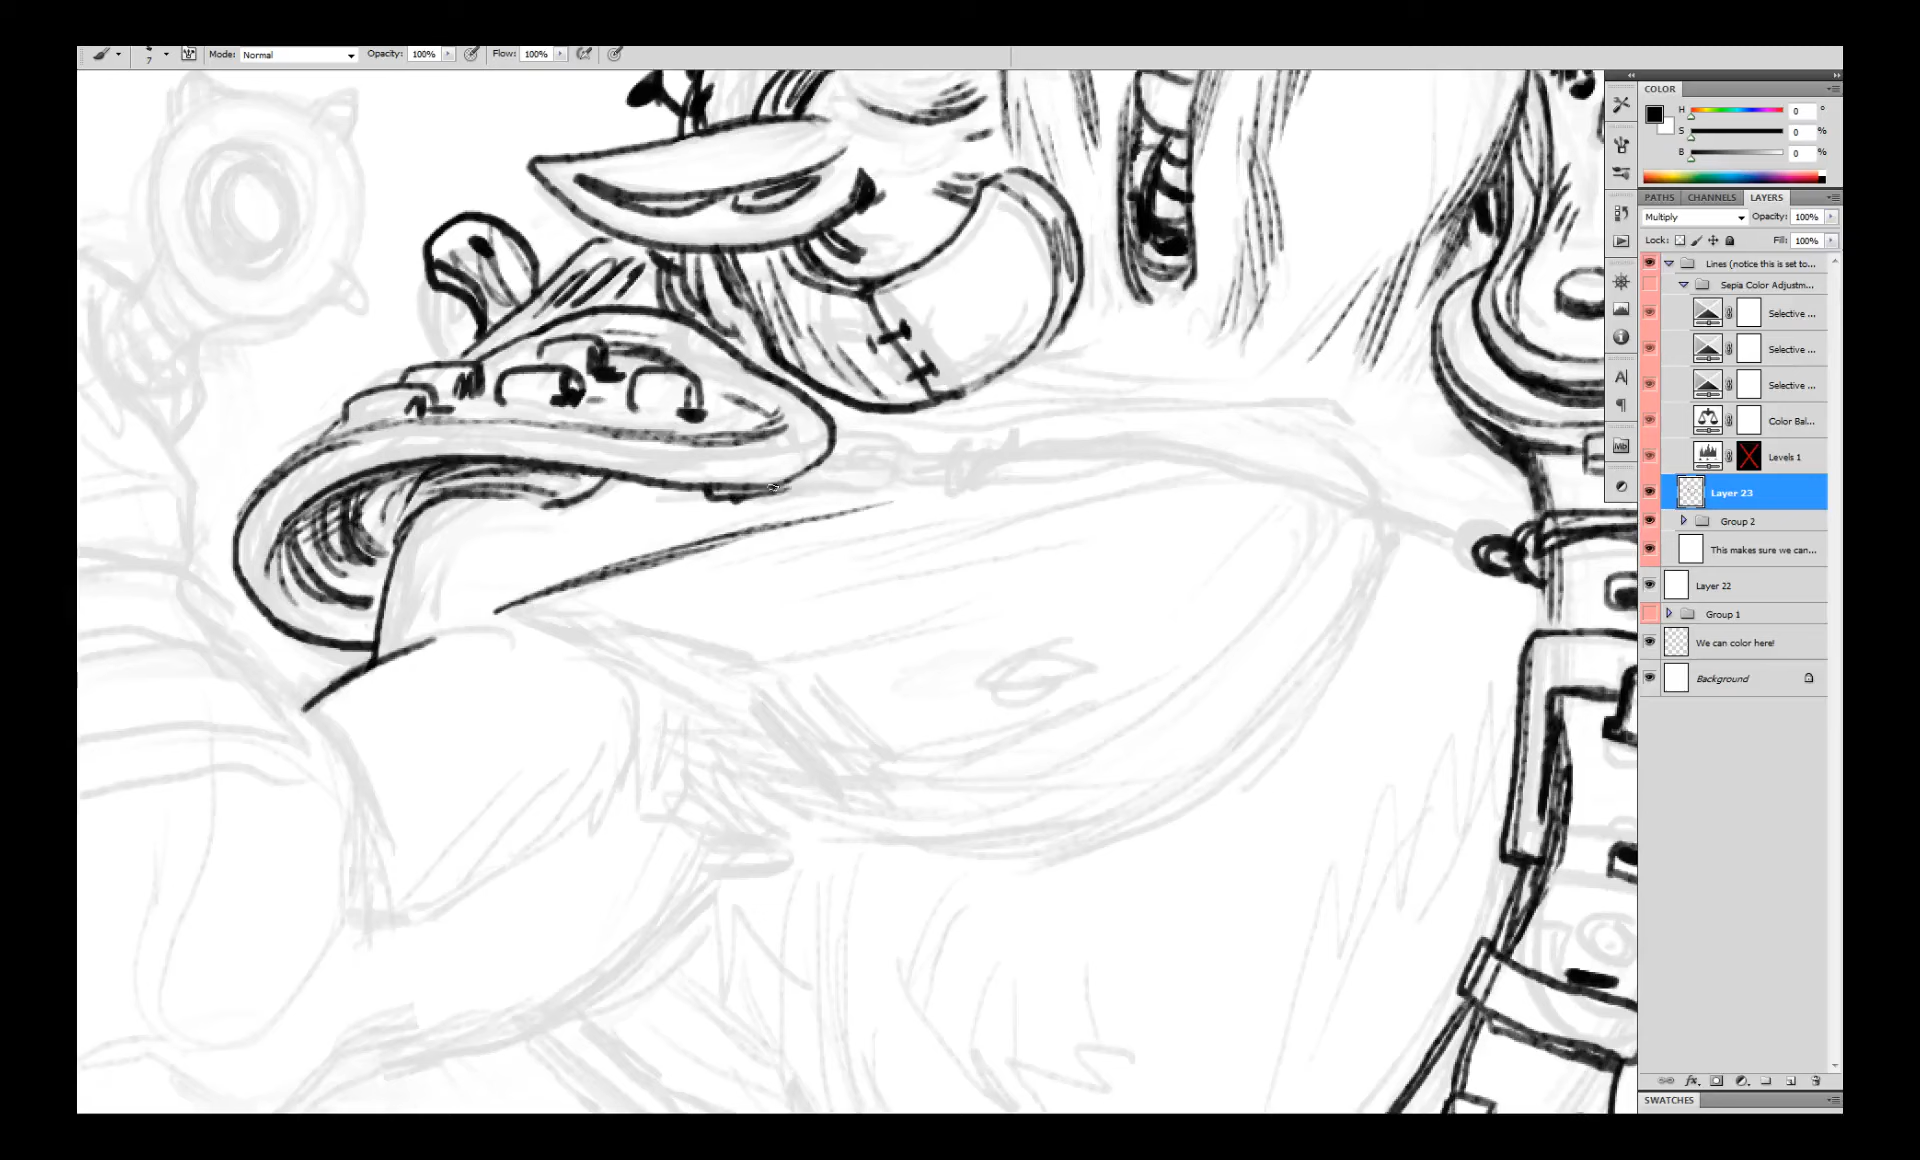 7 Mode: Normal Opacity: 100% Flow: 100%
COLOR
H 0 °
S 0 %
B 0 %
PATHS CHANNELS LAYERS
Multiply Opacity: 100%
Lock: Fill: 100%
Lines (notice this is set to...
Sepia Color Adjustm...
Selective ...
Selective ...
Selective ...
Color Bal...
Levels 1
Layer 23
Group 2
This makes sure we can...
Layer 22
Group 1
We can color here!
Background
SWATCHES